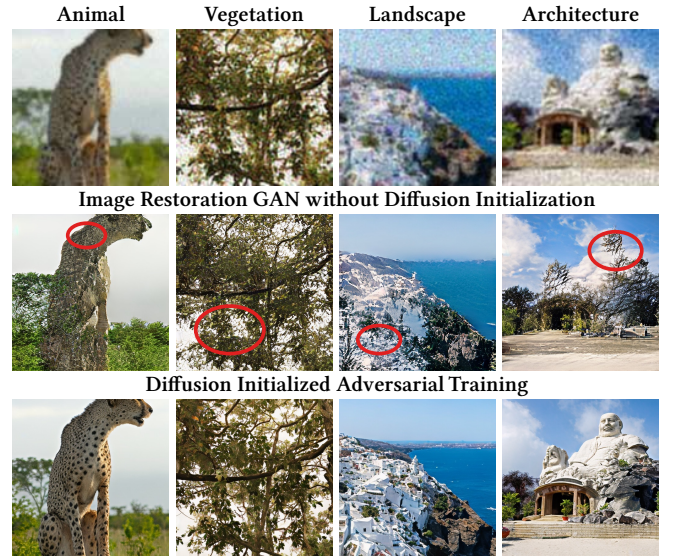 Animal Vegetation Landscape Architecture
Image Restoration GAN without Diffusion Initialization
Diffusion Initialized Adversarial Training